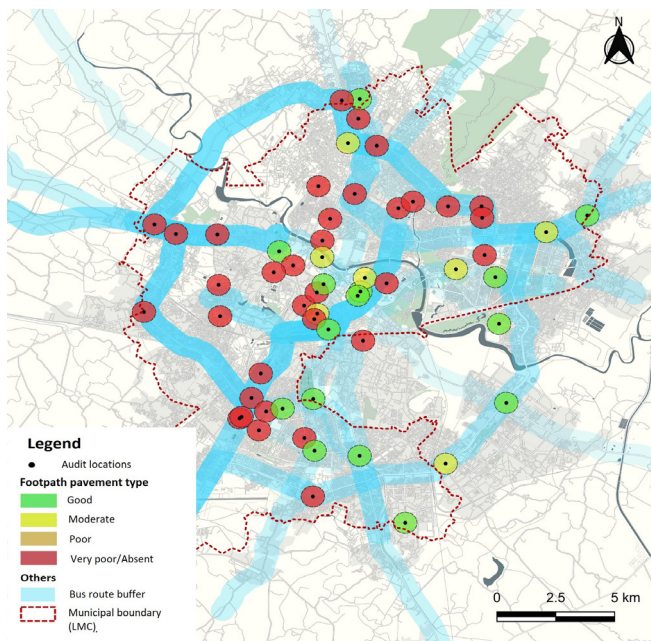 N
Legend
Audit locations
Footpath pavement type
Good
Moderate
Poor
Very poor/Absent
Others
Bus route buffer
Municipal boundary
(LMC)
0 2.5 5 km